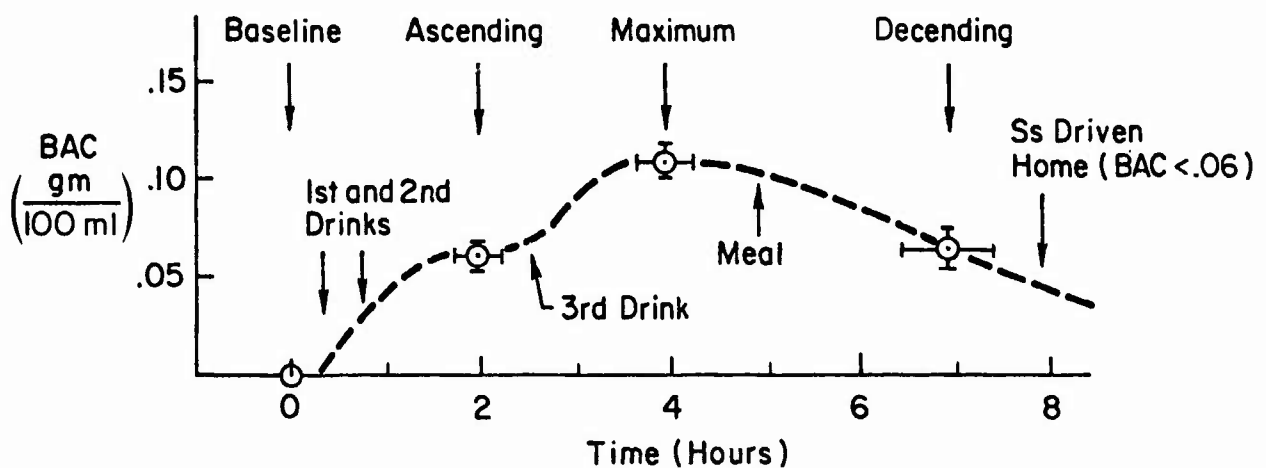 Baseline
Ascending
Maximum
Decending
.15
.10
.05
BAC
(gm
100 ml)
1st and 2nd
Drinks
3rd Drink
Meal
Ss Driven
Home (BAC <.06)
0
2
4
6
8
Time (Hours)